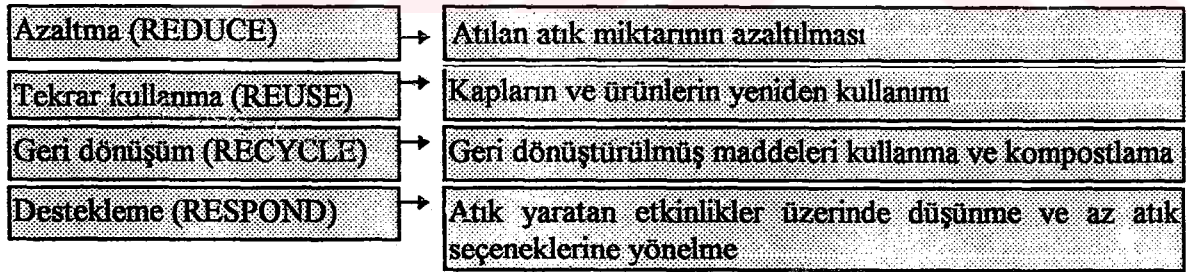 Azaltma (REDUCE) → Atılan atık miktarının azaltılması
Tekrar kullanma (REUSE) → Kapların ve ürünlerin yeniden kullanımı
Geri dönüşüm (RECYCLE) → Geri dönüştürülmüş maddeleri kullanma ve kompostlama
Destekleme (RESPOND) → Atık yaratan etkinlikler üzerinde düşünme ve az atık
seçeneklerine yönelme